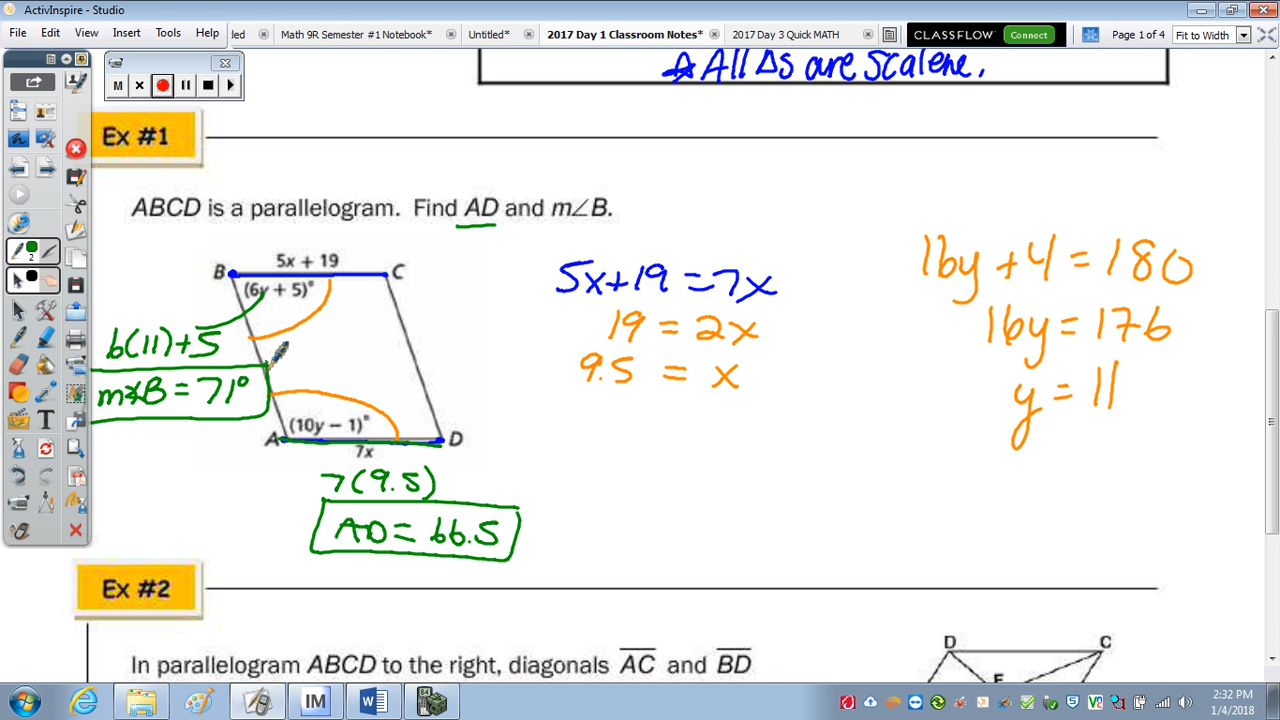 ActivInspire - Studio
File Edit View Insert Tools Help
led Math 9R Semester #1 Notebook* Untitled* 2017 Day 1 Classroom Notes* 2017 Day 3 Quick MATH CLASSFLOW Connect Page 1 of 4 Fit to Width
M
☆ All Δs are scalene.
Ex #1
ABCD is a parallelogram. Find AD and m∠B.
5x + 19
B C
(6y + 5)°
6(11)+5
m∠B = 71°
(10y − 1)°
A D
7x
7(9.5)
AD = 66.5
5x+19 = 7x
19 = 2x
9.5 = x
16y + 4 = 180
16y = 176
y = 11
2
2
T
Ex #2
In parallelogram ABCD to the right, diagonals AC and BD
D C
E
IM
2:32 PM
1/4/2018